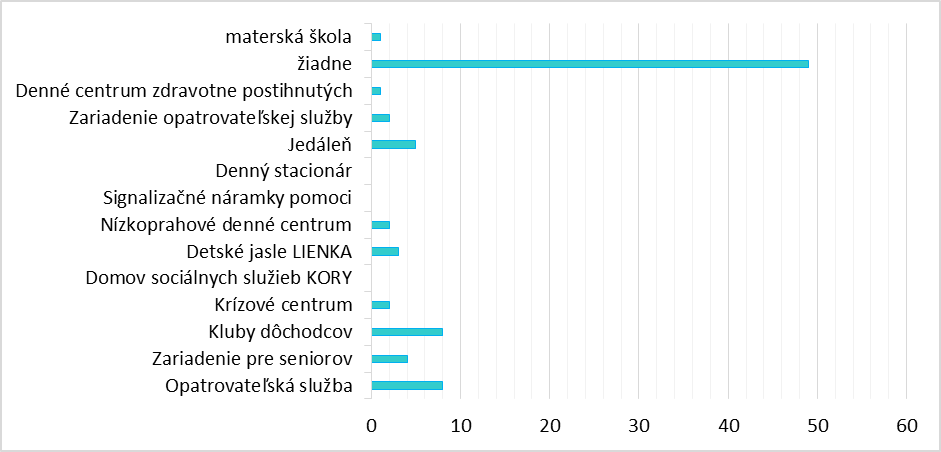 materská škola
žiadne
Denné centrum zdravotne postihnutých
Zariadenie opatrovateľskej služby
Jedáleň
Denný stacionár
Signalizačné náramky pomoci
Nízkoprahové denné centrum
Detské jasle LIENKA
Domov sociálnych služieb KORY
Krízové centrum
Kluby dôchodcov
Zariadenie pre seniorov
Opatrovateľská služba
0 10 20 30 40 50 60